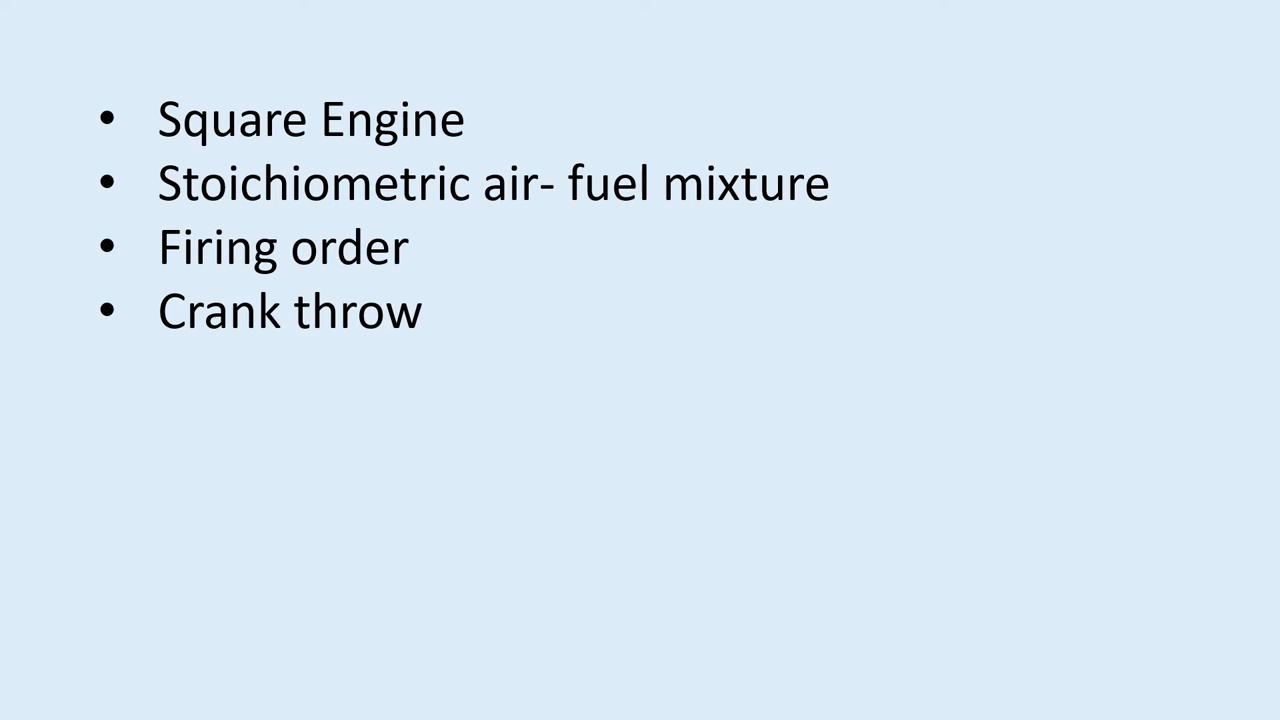 • Square Engine
• Stoichiometric air- fuel mixture
• Firing order
• Crank throw